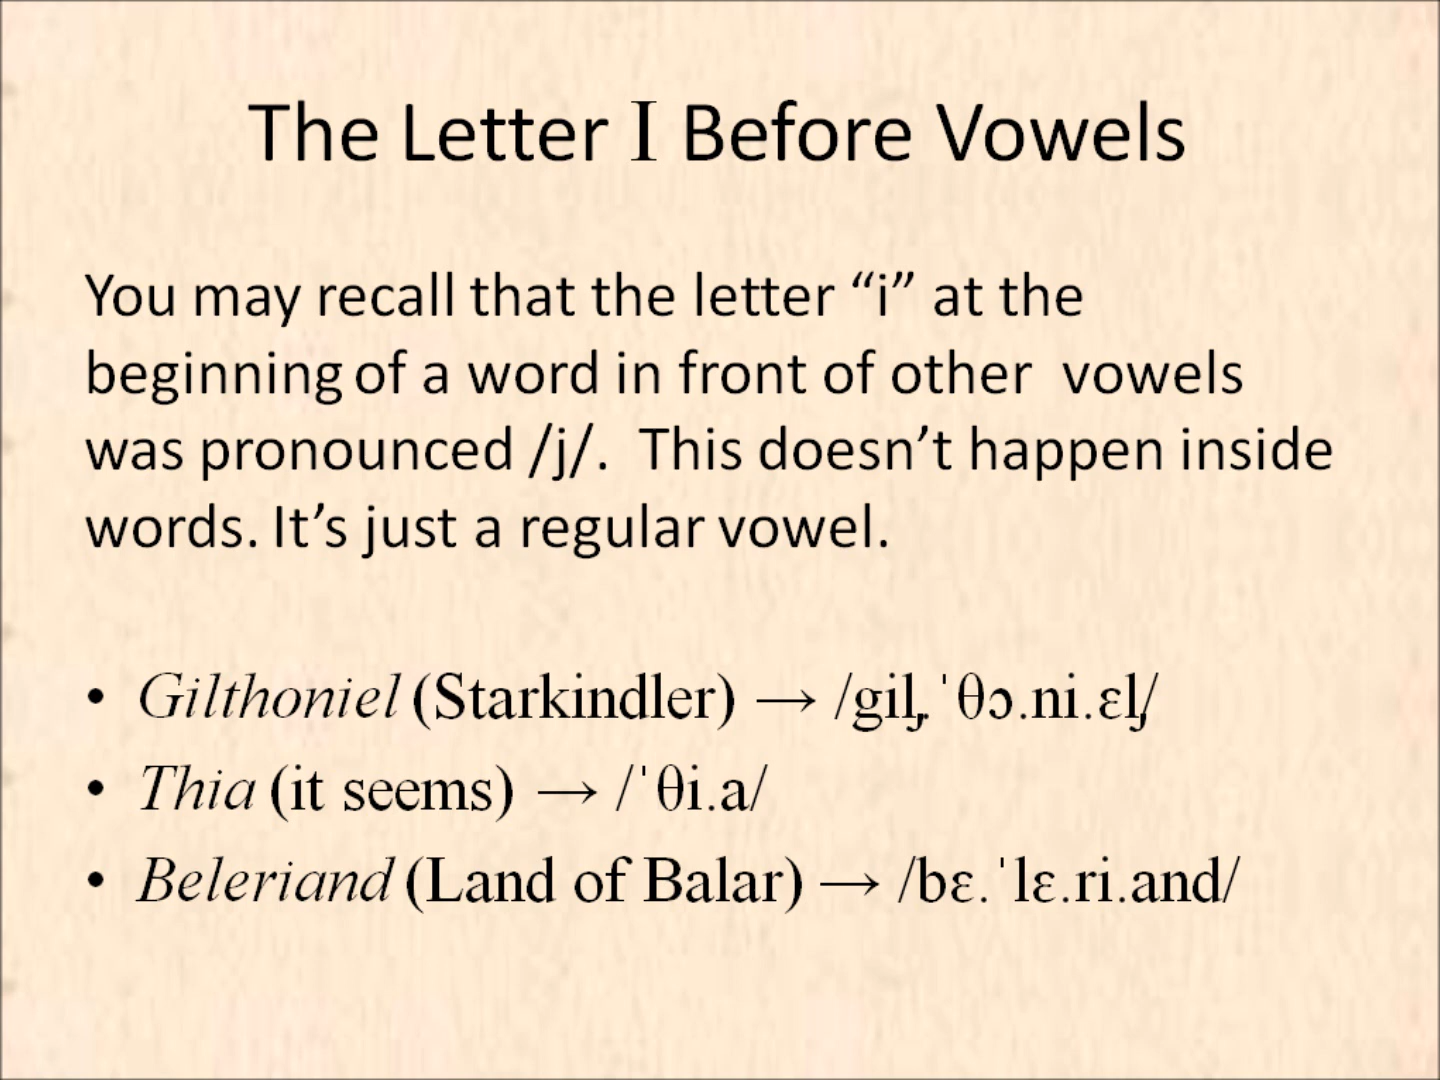 The Letter I Before Vowels
You may recall that the letter “i” at the
beginning of a word in front of other  vowels
was pronounced /j/.  This doesn’t happen inside
words. It’s just a regular vowel.
• Gilthoniel (Starkindler) → /gil̡.ˈθɔ.ni.ɛl̡/
• Thia (it seems) → /ˈθi.a/
• Beleriand (Land of Balar) → /bɛ.ˈlɛ.ri.and/